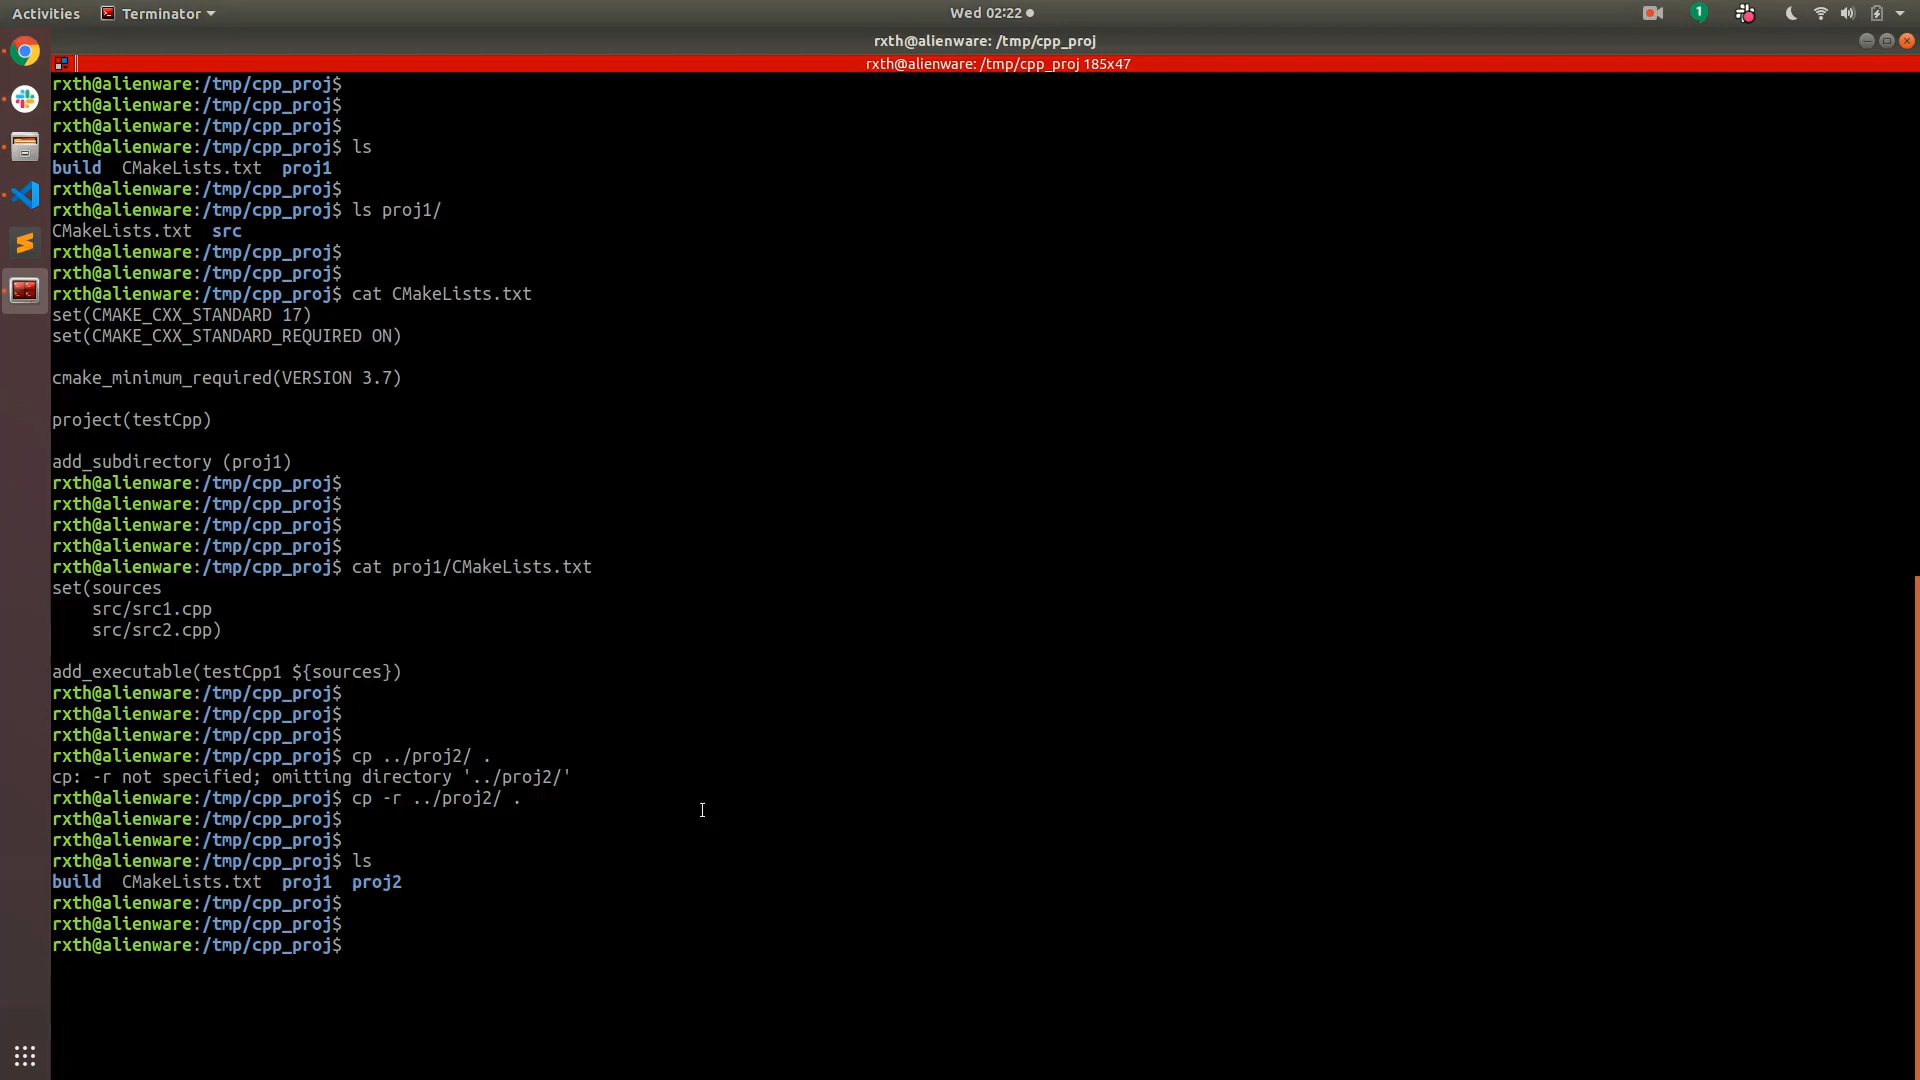 Activities Terminator Wed 02:22 1
rxth@alienware: /tmp/cpp_proj
rxth@alienware: /tmp/cpp_proj 185x47
rxth@alienware:/tmp/cpp_proj$
rxth@alienware:/tmp/cpp_proj$
rxth@alienware:/tmp/cpp_proj$
rxth@alienware:/tmp/cpp_proj$ ls
build  CMakeLists.txt  proj1
rxth@alienware:/tmp/cpp_proj$
rxth@alienware:/tmp/cpp_proj$ ls proj1/
CMakeLists.txt  src
rxth@alienware:/tmp/cpp_proj$
rxth@alienware:/tmp/cpp_proj$
rxth@alienware:/tmp/cpp_proj$ cat CMakeLists.txt
set(CMAKE_CXX_STANDARD 17)
set(CMAKE_CXX_STANDARD_REQUIRED ON)
cmake_minimum_required(VERSION 3.7)
project(testCpp)
add_subdirectory (proj1)
rxth@alienware:/tmp/cpp_proj$
rxth@alienware:/tmp/cpp_proj$
rxth@alienware:/tmp/cpp_proj$
rxth@alienware:/tmp/cpp_proj$
rxth@alienware:/tmp/cpp_proj$ cat proj1/CMakeLists.txt
set(sources
    src/src1.cpp
    src/src2.cpp)
add_executable(testCpp1 ${sources})
rxth@alienware:/tmp/cpp_proj$
rxth@alienware:/tmp/cpp_proj$
rxth@alienware:/tmp/cpp_proj$
rxth@alienware:/tmp/cpp_proj$ cp ../proj2/ .
cp: -r not specified; omitting directory '../proj2/'
rxth@alienware:/tmp/cpp_proj$ cp -r ../proj2/ .
rxth@alienware:/tmp/cpp_proj$
rxth@alienware:/tmp/cpp_proj$
rxth@alienware:/tmp/cpp_proj$ ls
build  CMakeLists.txt  proj1  proj2
rxth@alienware:/tmp/cpp_proj$
rxth@alienware:/tmp/cpp_proj$
rxth@alienware:/tmp/cpp_proj$